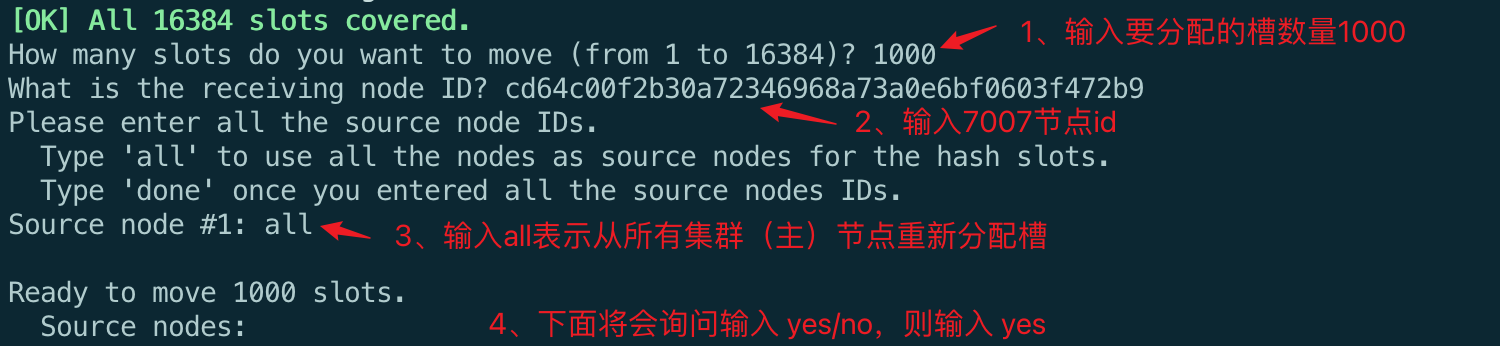 [OK] All 16384 slots covered.
How many slots do you want to move (from 1 to 16384)? 1000
1、输入要分配的槽数量1000
What is the receiving node ID? cd64c00f2b30a72346968a73a0e6bf0603f472b9
Please enter all the source node IDs.
2、输入7007节点id
Type 'all' to use all the nodes as source nodes for the hash slots.
Type 'done' once you entered all the source nodes IDs.
Source node #1: all
3、输入all表示从所有集群（主）节点重新分配槽
Ready to move 1000 slots.
Source nodes:
4、下面将会询问输入 yes/no，则输入 yes